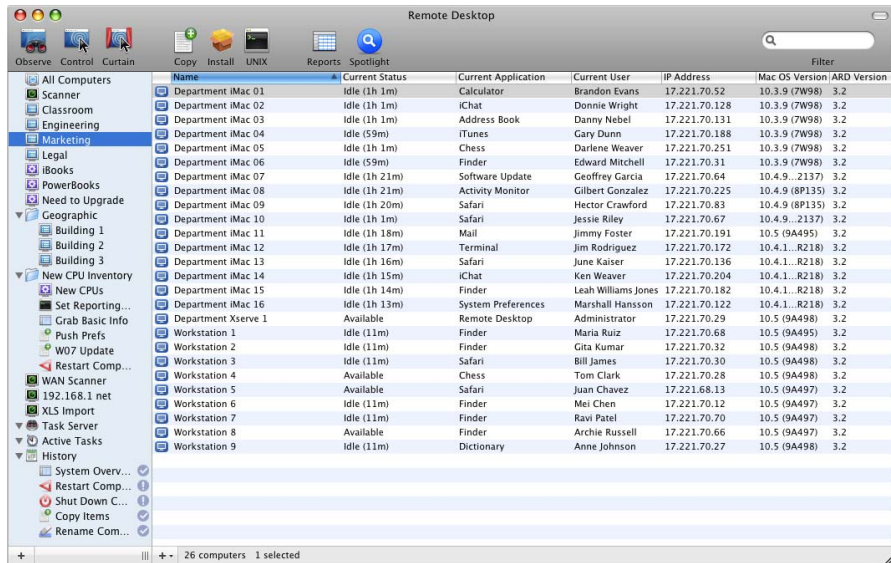 Remote Desktop
Observe Control Curtain Copy Install UNIX Reports Spotlight Filter
All Computers
Scanner
Classroom
Engineering
Marketing
Legal
iBooks
PowerBooks
Need to Upgrade
Geographic
Building 1
Building 2
Building 3
New CPU Inventory
New CPUs
Set Reporting...
Grab Basic Info
Push Prefs
W07 Update
Restart Comp...
WAN Scanner
192.168.1 net
XLS Import
Task Server
Active Tasks
History
System Overv...
Restart Comp...
Shut Down C...
Copy Items
Rename Com...
Name Current Status Current Application Current User IP Address Mac OS Version ARD Version
Department iMac 01 Idle (1h 1m) Calculator Brandon Evans 17.221.70.52 10.3.9 (7W98) 3.2
Department iMac 02 Idle (1h 1m) iChat Donnie Wright 17.221.70.128 10.3.9 (7W98) 3.2
Department iMac 03 Idle (1h 1m) Address Book Danny Nebel 17.221.70.131 10.3.9 (7W98) 3.2
Department iMac 04 Idle (59m) iTunes Gary Dunn 17.221.70.188 10.3.9 (7W98) 3.2
Department iMac 05 Idle (1h 1m) Chess Darlene Weaver 17.221.70.251 10.3.9 (7W98) 3.2
Department iMac 06 Idle (59m) Finder Edward Mitchell 17.221.70.31 10.3.9 (7W98) 3.2
Department iMac 07 Idle (1h 21m) Software Update Geoffrey Garcia 17.221.70.64 10.4.9...2137) 3.2
Department iMac 08 Idle (1h 21m) Activity Monitor Gilbert Gonzalez 17.221.70.225 10.4.9 (8P135) 3.2
Department iMac 09 Idle (1h 20m) Safari Hector Crawford 17.221.70.83 10.4.9 (8P135) 3.2
Department iMac 10 Idle (1h 1m) Safari Jessie Riley 17.221.70.67 10.4.9...2137) 3.2
Department iMac 11 Idle (1h 18m) Mail Jimmy Foster 17.221.70.191 10.5 (9A495) 3.2
Department iMac 12 Idle (1h 17m) Terminal Jim Rodriguez 17.221.70.172 10.4.1...R218) 3.2
Department iMac 13 Idle (1h 16m) Safari June Kaiser 17.221.70.136 10.4.1...R218) 3.2
Department iMac 14 Idle (1h 15m) iChat Ken Weaver 17.221.70.204 10.4.1...R218) 3.2
Department iMac 15 Idle (1h 14m) Finder Leah Williams Jones 17.221.70.182 10.4.1...R218) 3.2
Department iMac 16 Idle (1h 13m) System Preferences Marshall Hansson 17.221.70.122 10.4.1...R218) 3.2
Department Xserve 1 Available Remote Desktop Administrator 17.221.70.29 10.5 (9A498) 3.2
Workstation 1 Idle (11m) Finder Maria Ruiz 17.221.70.68 10.5 (9A495) 3.2
Workstation 2 Idle (11m) Finder Gita Kumar 17.221.70.32 10.5 (9A498) 3.2
Workstation 3 Idle (11m) Safari Bill James 17.221.70.30 10.5 (9A498) 3.2
Workstation 4 Available Chess Tom Clark 17.221.70.28 10.5 (9A498) 3.2
Workstation 5 Available Safari Juan Chavez 17.221.68.13 10.5 (9A497) 3.2
Workstation 6 Idle (11m) Finder Mei Chen 17.221.70.12 10.5 (9A497) 3.2
Workstation 7 Idle (11m) Finder Ravi Patel 17.221.70.70 10.5 (9A497) 3.2
Workstation 8 Available Finder Archie Russell 17.221.70.66 10.5 (9A497) 3.2
Workstation 9 Idle (11m) Dictionary Anne Johnson 17.221.70.27 10.5 (9A498) 3.2
26 computers 1 selected